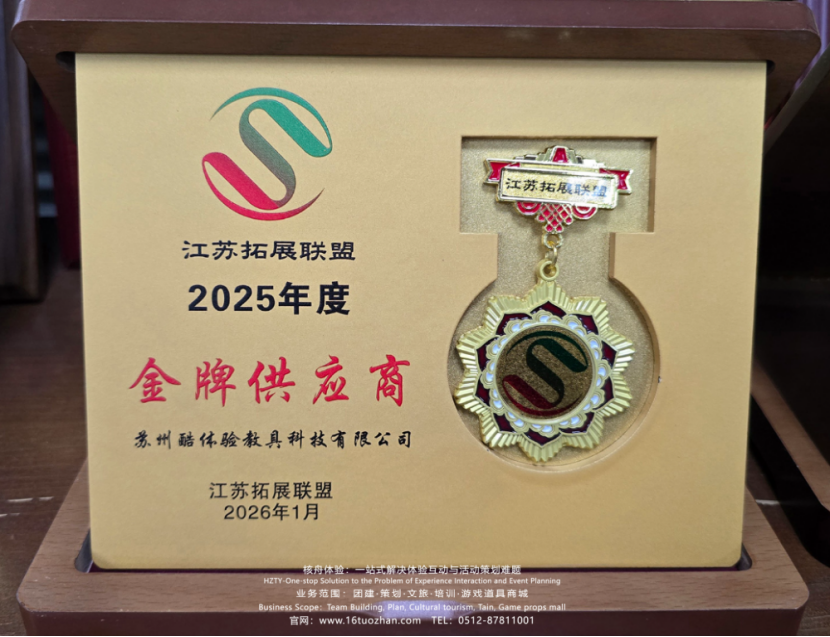 江苏拓展联盟
2025年度
金牌供应商
苏州酷体验教具科技有限公司
江苏拓展联盟
2026年1月
江苏拓展联盟
核舟体验：一站式解决体验互动与活动策划难题
HZTY-One-stop Solution to the Problem of Experience Interaction and Event Planning
业务范围：团建·策划·文旅·培训·游戏道具商城
Business Scope: Team Building, Plan, Cultural tourism, Tain, Game props mall
官网：www.16tuozhan.com TEL：0512-87811001